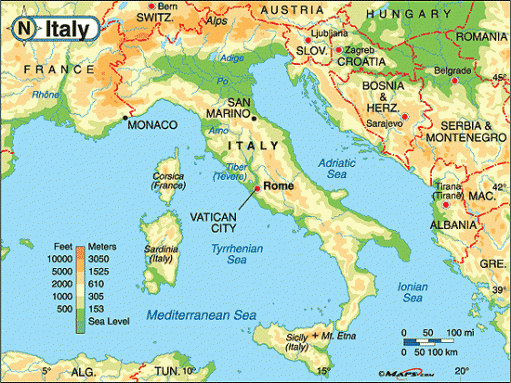 N Italy
Bern
SWITZ.
Alps
AUSTRIA
HUNGARY
ROMANIA
Ljubljana
SLOV.
Zagreb
CROATIA
FRANCE
Adige
Po
Rhône
Belgrade
45°
BOSNIA
&
HERZ.
Sarajevo
SERBIA &
MONTENEGRO
MONACO
SAN
MARINO
Arno
ITALY
Adriatic
Sea
Corsica
(France)
Tiber
(Tevere)
Rome
VATICAN
CITY
Tirana
(Tiranë)
42°
MAC.
ALBANIA
Tyrrhenian
Sea
Sardinia
(Italy)
GRE.
39°
Ionian
Sea
Feet Meters
10000 3050
5000 1525
2000 610
1000 305
500 153
Sea Level
Mediterranean Sea
Sicily
(Italy)
Mt. Etna
0 50 100 mi
0 50 100 km
ALG.
TUN.
10°
15°
20°
MAPS.com